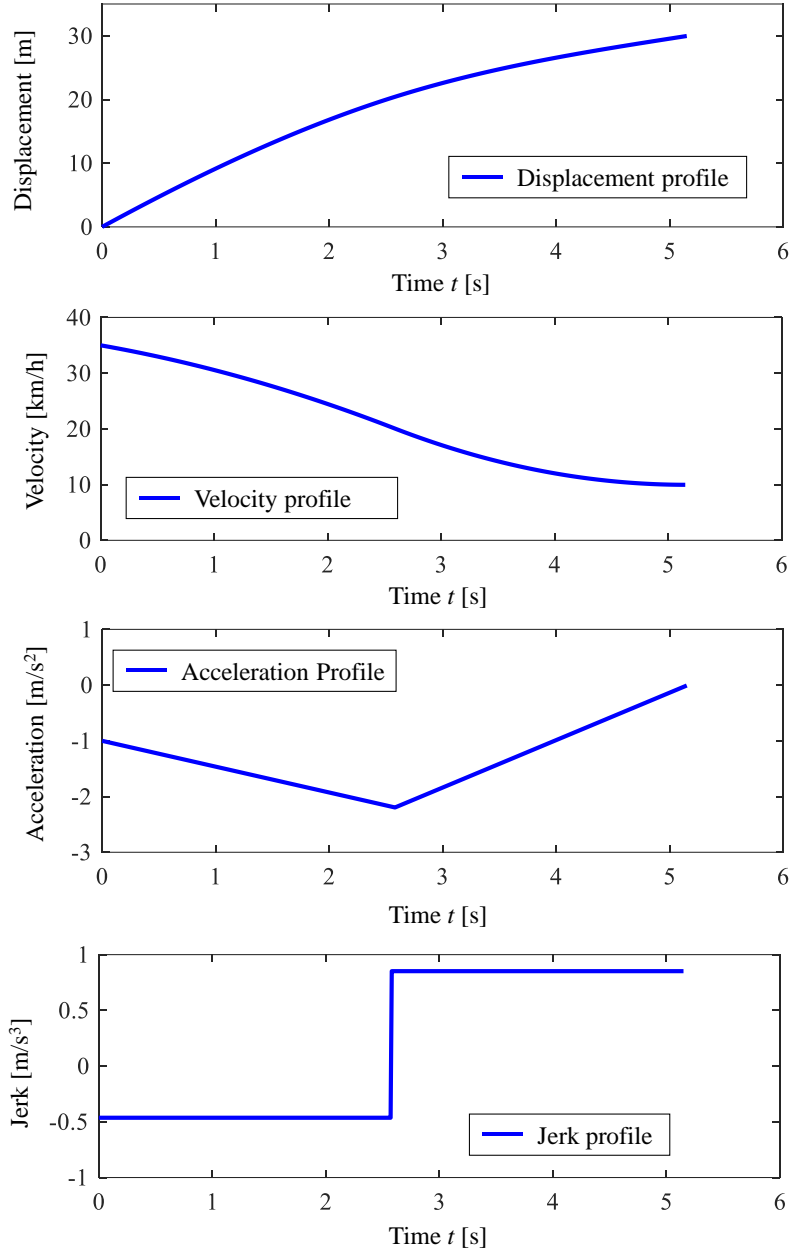 Displacement [m]
30
20
10
0
Displacement profile
0 1 2 3 4 5 6
Time t [s]
Velocity [km/h]
40
30
20
10
0
Velocity profile
0 1 2 3 4 5 6
Time t [s]
Acceleration [m/s²]
1
0
-1
-2
-3
Acceleration Profile
0 1 2 3 4 5 6
Time t [s]
Jerk [m/s³]
1
0.5
0
-0.5
-1
Jerk profile
0 1 2 3 4 5 6
Time t [s]